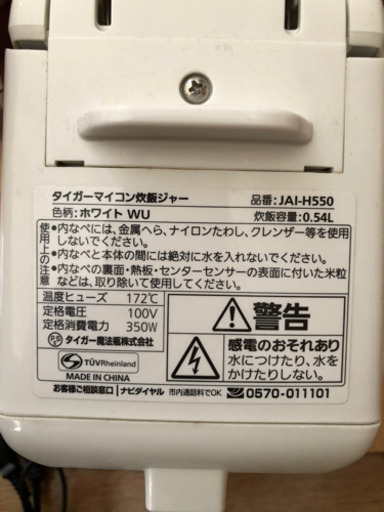 タイガーマイコン炊飯ジャー 品番:JAI-H550
色柄:ホワイト WU 炊飯容量:0.54L
使用上の注意
●内なべには、金属へら、ナイロンたわし、クレンザー等を使用
しないでください。
●内なべと本体の間には絶対に水を入れないでください。
●内なべの裏面・熱板・センターセンサーの表面に付いた米粒
などは、取り除いて使用してください。
温度ヒューズ 172℃
定格電圧 100V
定格消費電力 350W
PS E タイガー魔法瓶株式会社
S TÜVRheinland
MADE IN CHINA
警告
感電のおそれあり
水につけたり、水を
かけたりしない。
お客様ご相談窓口 ナビダイヤル 市内通話料でOK 0570-011101